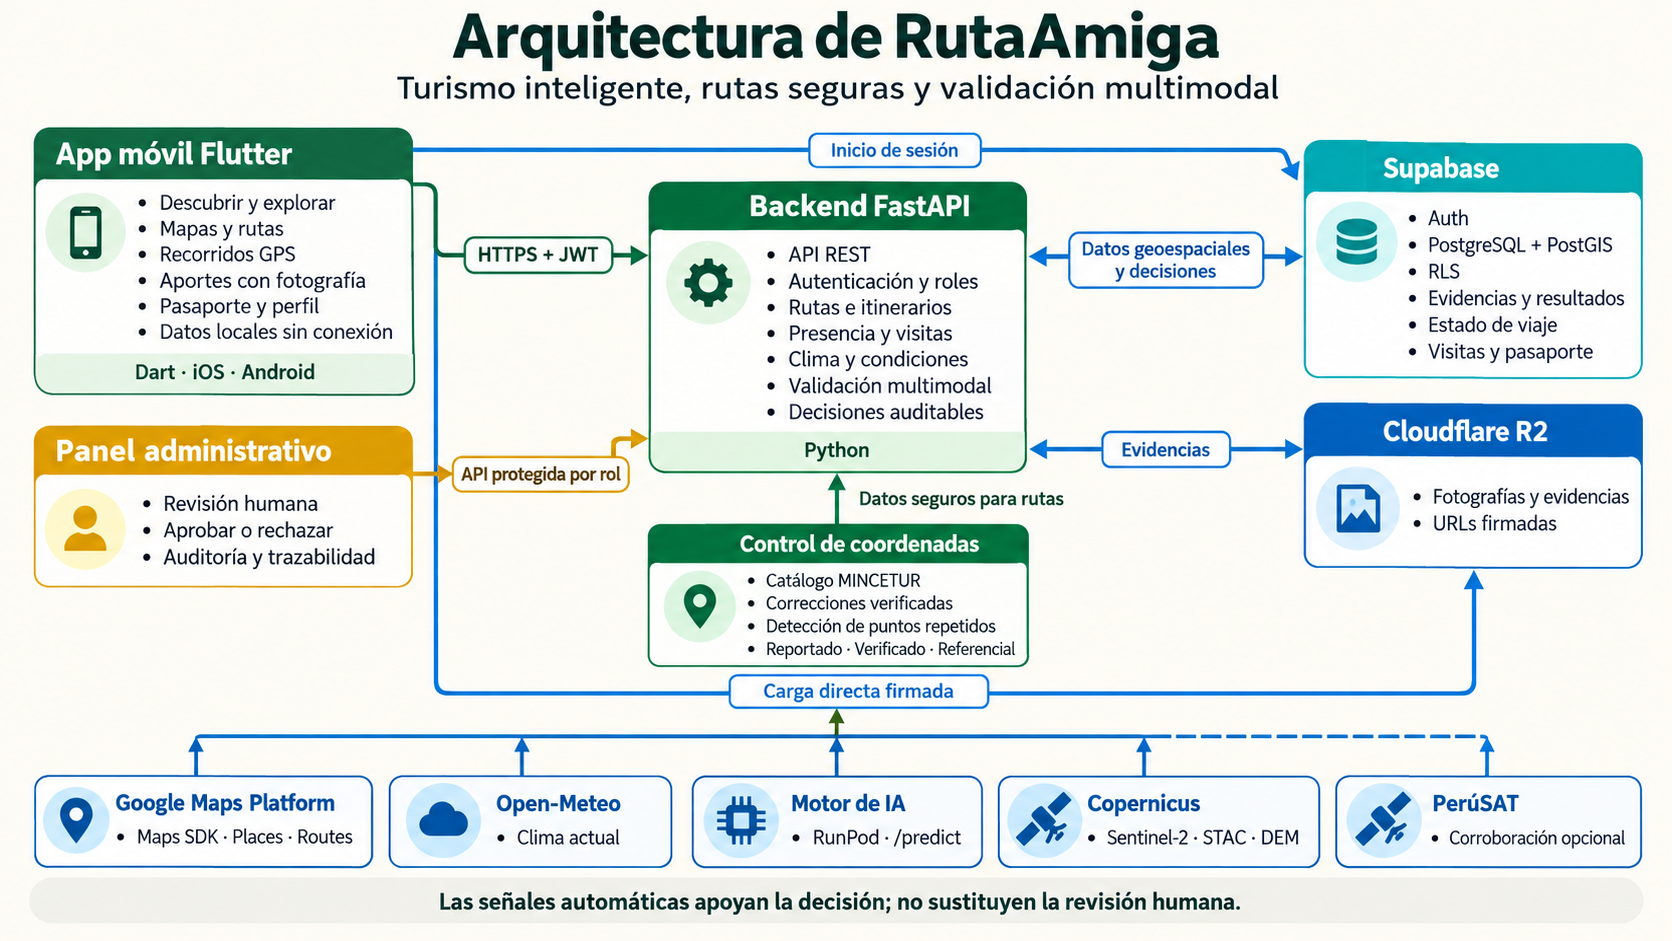 Arquitectura de RutaAmiga
Turismo inteligente, rutas seguras y validación multimodal
App móvil Flutter
• Descubrir y explorar
• Mapas y rutas
• Recorridos GPS
• Aportes con fotografía
• Pasaporte y perfil
• Datos locales sin conexión
Dart · iOS · Android
Inicio de sesión
HTTPS + JWT
Backend FastAPI
• API REST
• Autenticación y roles
• Rutas e itinerarios
• Presencia y visitas
• Clima y condiciones
• Validación multimodal
• Decisiones auditables
Python
Datos geoespaciales
y decisiones
Supabase
• Auth
• PostgreSQL + PostGIS
• RLS
• Evidencias y resultados
• Estado de viaje
• Visitas y pasaporte
Panel administrativo
• Revisión humana
• Aprobar o rechazar
• Auditoría y trazabilidad
API protegida por rol
Evidencias
Cloudflare R2
• Fotografías y evidencias
• URLs firmadas
Datos seguros para rutas
Control de coordenadas
• Catálogo MINCETUR
• Correcciones verificadas
• Detección de puntos repetidos
• Reportado · Verificado · Referencial
Carga directa firmada
Google Maps Platform
• Maps SDK · Places · Routes
Open-Meteo
• Clima actual
Motor de IA
• RunPod · /predict
Copernicus
• Sentinel-2 · STAC · DEM
PerúSAT
• Corroboración opcional
Las señales automáticas apoyan la decisión; no sustituyen la revisión humana.